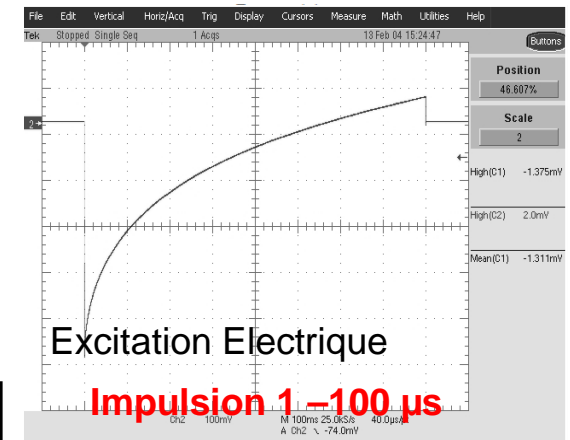 File Edit Vertical Horiz/Acq Trig Display Cursors Measure Math Utilities Help
Tek Stopped Single Seq 1 Acqs 13 Feb 04 15:24:47
Buttons
Position
46.607%
Scale
2
2
High(C1) -1.375mV
High(C2) 2.0mV
Mean(C1) -1.311mV
Excitation Electrique
Impulsion 1 –100 µs
Ch2 100mV M 100ms 25.0kS/s 40.0µs/pt
A Ch2 -74.0mV